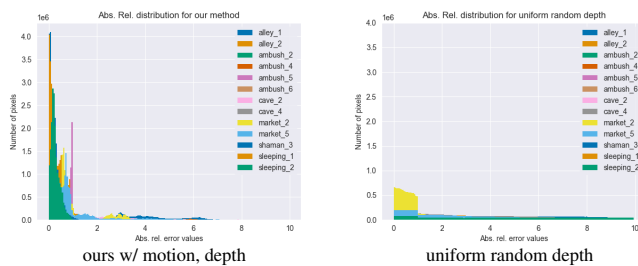 Abs. Rel. distribution for our method
1e6
4.0
3.5
3.0
2.5
2.0
1.5
1.0
0.5
0.0
Number of pixels
0 2 4 6 8 10
Abs. rel. error values
alley_1
alley_2
ambush_2
ambush_4
ambush_5
ambush_6
cave_2
cave_4
market_2
market_5
shaman_3
sleeping_1
sleeping_2
ours w/ motion, depth
Abs. Rel. distribution for uniform random depth
1e6
4.0
3.5
3.0
2.5
2.0
1.5
1.0
0.5
0.0
Number of pixels
0 2 4 6 8 10
Abs. rel. error values
alley_1
alley_2
ambush_2
ambush_4
ambush_5
ambush_6
cave_2
cave_4
market_2
market_5
shaman_3
sleeping_1
sleeping_2
uniform random depth